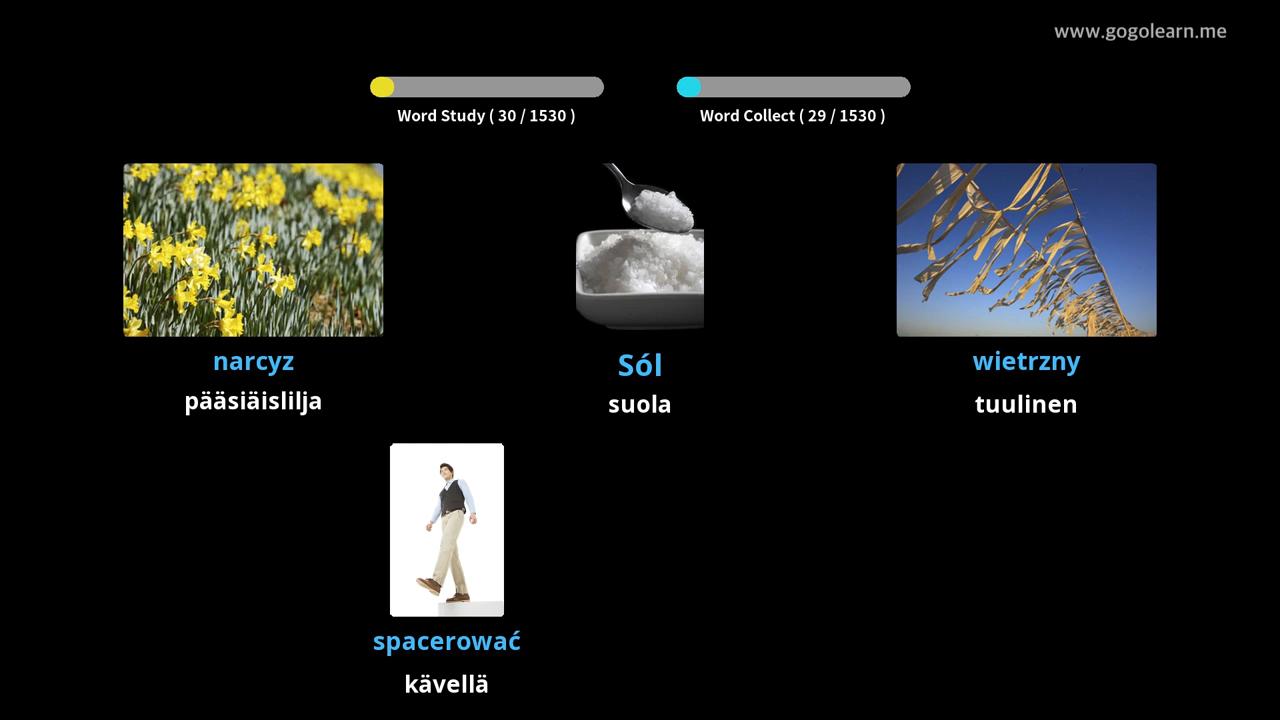 www.gogolearn.me
Word Study ( 30 / 1530 )
Word Collect ( 29 / 1530 )
narcyz
pääsiäislilja
Sól
suola
wietrzny
tuulinen
spacerować
kävellä